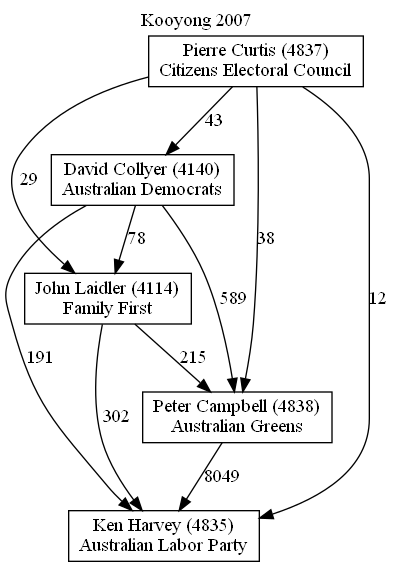 Kooyong 2007
Pierre Curtis (4837)
Citizens Electoral Council
43
David Collyer (4140)
Australian Democrats
29
78
38
John Laidler (4114)
Family First
589
12
191
215
302
Peter Campbell (4838)
Australian Greens
8049
Ken Harvey (4835)
Australian Labor Party